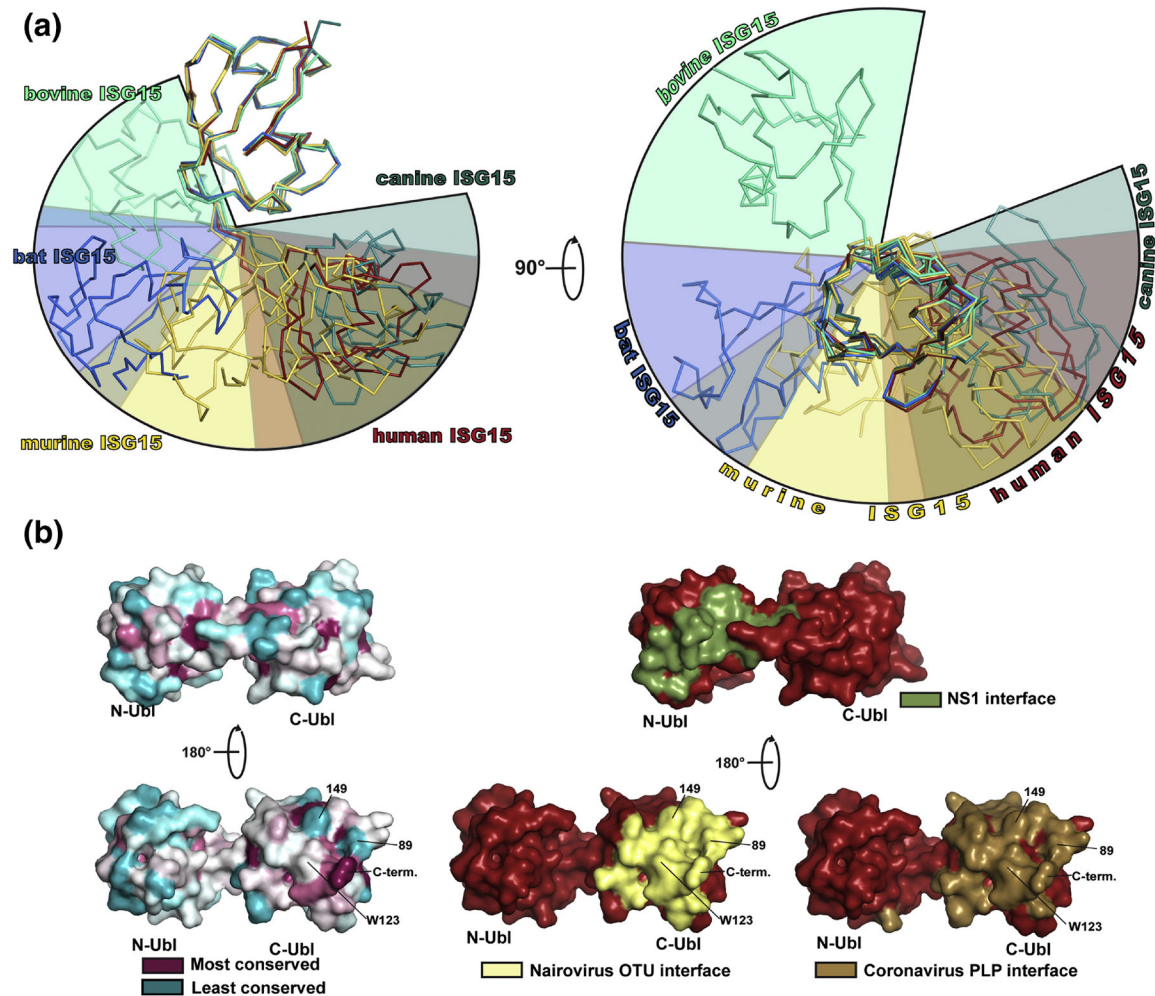 (a)
bovine ISG15
canine ISG15
bat ISG15
murine ISG15
human ISG15
90°
bovine ISG15
canine ISG15
bat ISG15
murine ISG15
human ISG15
(b)
N-Ubl
C-Ubl
N-Ubl
C-Ubl
NS1 interface
180°
180°
149
89
C-term.
W123
N-Ubl
C-Ubl
149
89
C-term.
W123
N-Ubl
C-Ubl
149
89
C-term.
W123
N-Ubl
C-Ubl
Most conserved
Least conserved
Nairovirus OTU interface
Coronavirus PLP interface